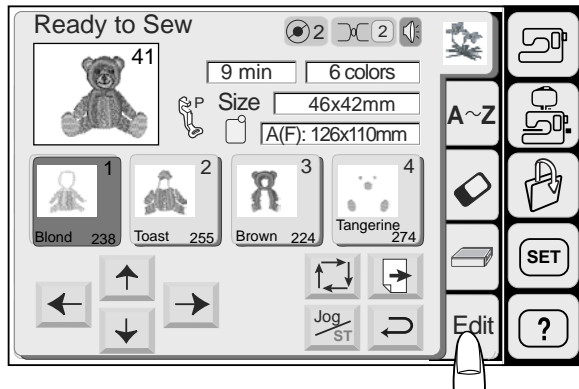 Ready to Sew
2
2
41
9 min
6 colors
P
Size
46x42mm
A(F): 126x110mm
A~Z
1
Blond 238
2
Toast 255
3
Brown 224
4
Tangerine 274
SET
Jog/ST
Edit
?